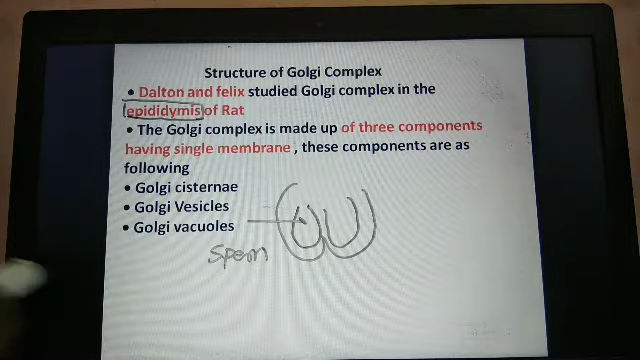 Structure of Golgi Complex
• Dalton and felix studied Golgi complex in the
epididymis of Rat
• The Golgi complex is made up of three components
having single membrane , these components are as
following
• Golgi cisternae
• Golgi Vesicles
• Golgi vacuoles
Sperm